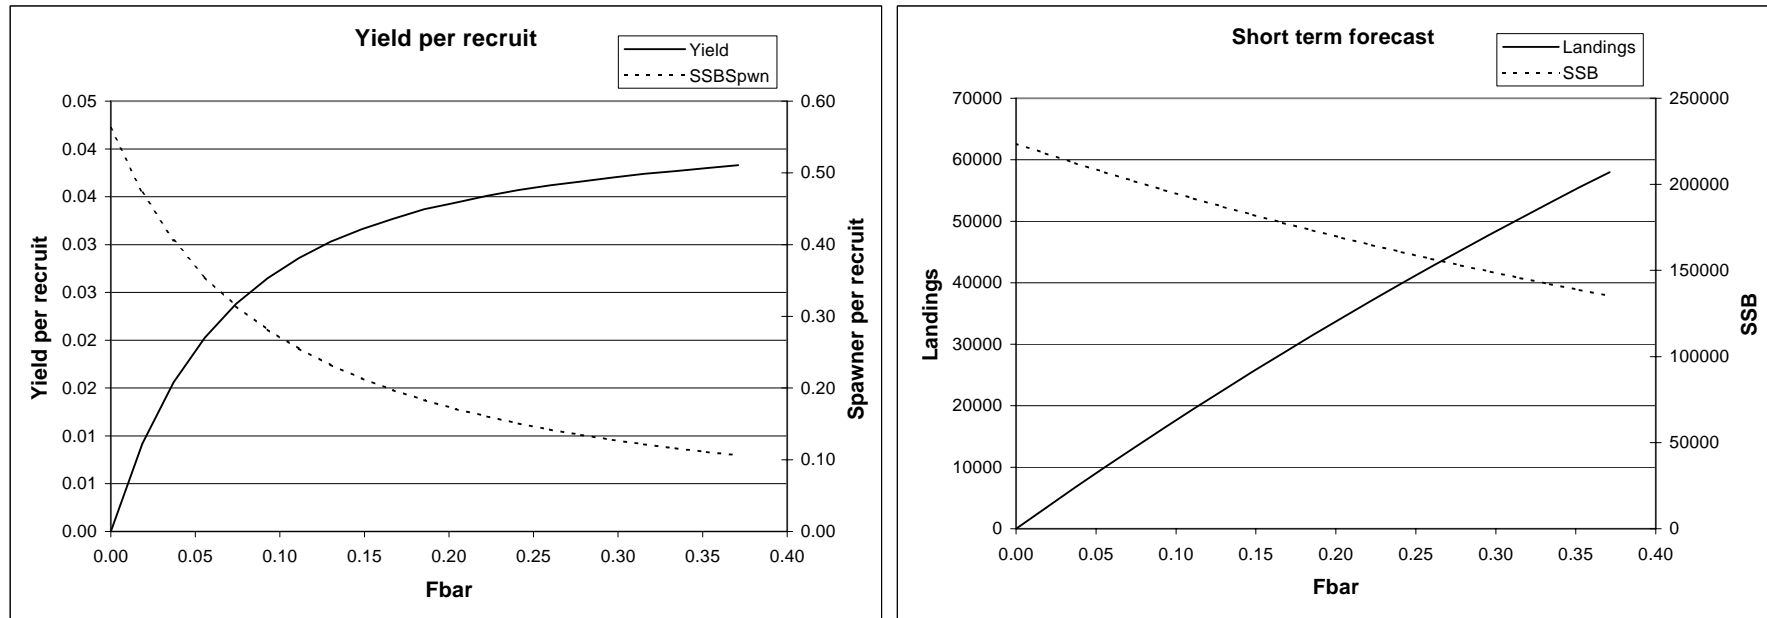 Yield per recruit
Yield
SSBSpwn
0.05
0.04
0.04
0.03
0.03
0.02
0.02
0.01
0.01
0.00
Yield per recruit
0.60
0.50
0.40
0.30
0.20
0.10
0.00
Spawner per recruit
0.00 0.05 0.10 0.15 0.20 0.25 0.30 0.35 0.40
Fbar
Short term forecast
Landings
SSB
70000
60000
50000
40000
30000
20000
10000
0
Landings
250000
200000
150000
100000
50000
0
SSB
0.00 0.05 0.10 0.15 0.20 0.25 0.30 0.35 0.40
Fbar